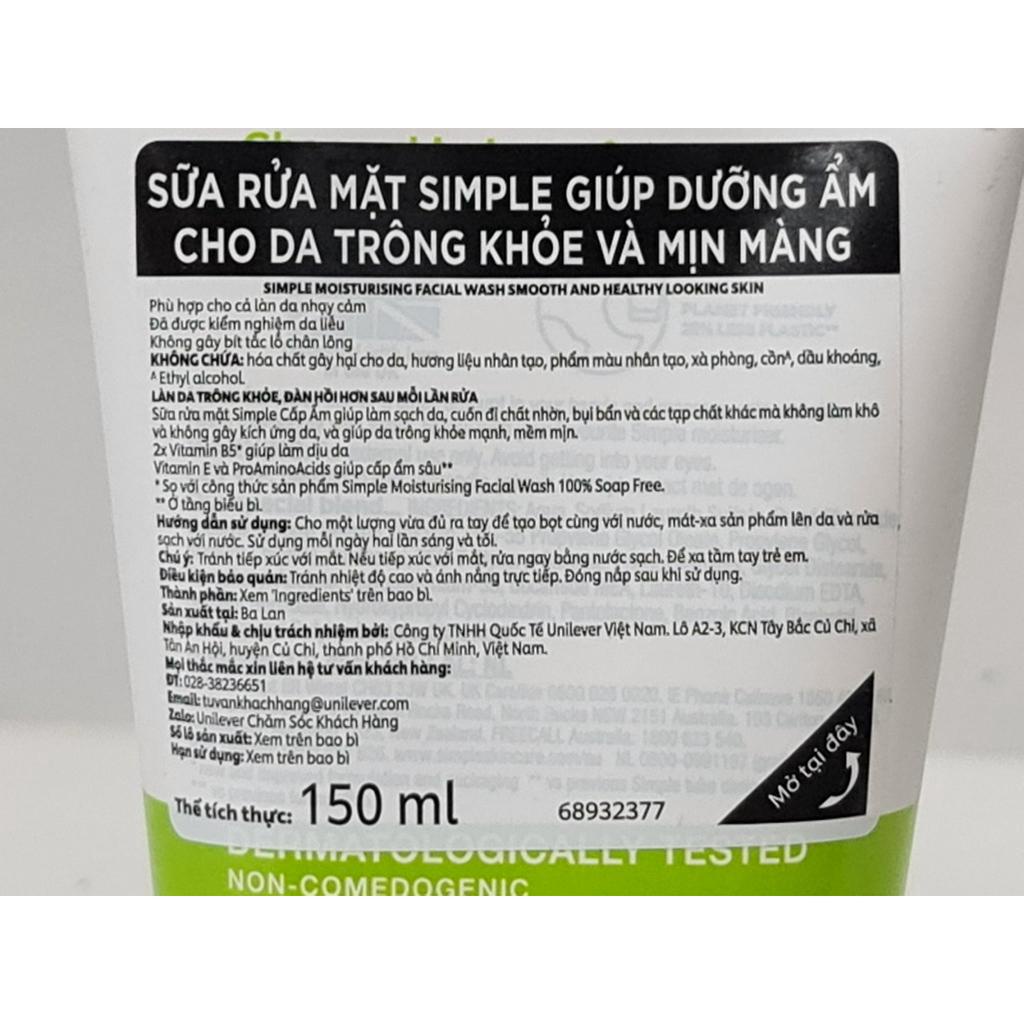 SỮA RỬA MẶT SIMPLE GIÚP DƯỠNG ẨM
CHO DA TRÔNG KHỎE VÀ MỊN MÀNG
SIMPLE MOISTURISING FACIAL WASH SMOOTH AND HEALTHY LOOKING SKIN
Phù hợp cho cả làn da nhạy cảm
Đã được kiểm nghiệm da liễu
Không gây bít tắc lỗ chân lông
KHÔNG CHỨA: hóa chất gây hại cho da, hương liệu nhân tạo, phẩm màu nhân tạo, xà phòng, cồn^, dầu khoáng,
^ Ethyl alcohol.
LÀN DA TRÔNG KHỎE, ĐÀN HỒI HƠN SAU MỖI LẦN RỬA
Sữa rửa mặt Simple Cấp Ẩm giúp làm sạch da, cuốn đi chất nhờn, bụi bẩn và các tạp chất khác mà không làm khô
và không gây kích ứng da, và giúp da trông khỏe mạnh, mềm mịn.
2x Vitamin B5* giúp làm dịu da
Vitamin E và ProAminoAcids giúp cấp ẩm sâu**
* So với công thức sản phẩm Simple Moisturising Facial Wash 100% Soap Free.
** Ở tầng biểu bì.
Hướng dẫn sử dụng: Cho một lượng vừa đủ ra tay để tạo bọt cùng với nước, mát-xa sản phẩm lên da và rửa
sạch với nước. Sử dụng mỗi ngày hai lần sáng và tối.
Chú ý: Tránh tiếp xúc với mắt. Nếu tiếp xúc với mắt, rửa ngay bằng nước sạch. Để xa tầm tay trẻ em.
Điều kiện bảo quản: Tránh nhiệt độ cao và ánh nắng trực tiếp. Đóng nắp sau khi sử dụng.
Thành phần: Xem 'Ingredients' trên bao bì.
Sản xuất tại: Ba Lan
Nhập khẩu & chịu trách nhiệm bởi: Công ty TNHH Quốc Tế Unilever Việt Nam. Lô A2-3, KCN Tây Bắc Củ Chi, xã
Tân An Hội, huyện Củ Chi, thành phố Hồ Chí Minh, Việt Nam.
Mọi thắc mắc xin liên hệ tư vấn khách hàng:
ĐT: 028-38236651
Email: tuvankhachhang@unilever.com
Zalo: Unilever Chăm Sóc Khách Hàng
Số lô sản xuất: Xem trên bao bì
Hạn sử dụng: Xem trên bao bì
Mở tại đây
Thể tích thực: 150 ml 68932377
DERMATOLOGICALLY TESTED
NON-COMEDOGENIC